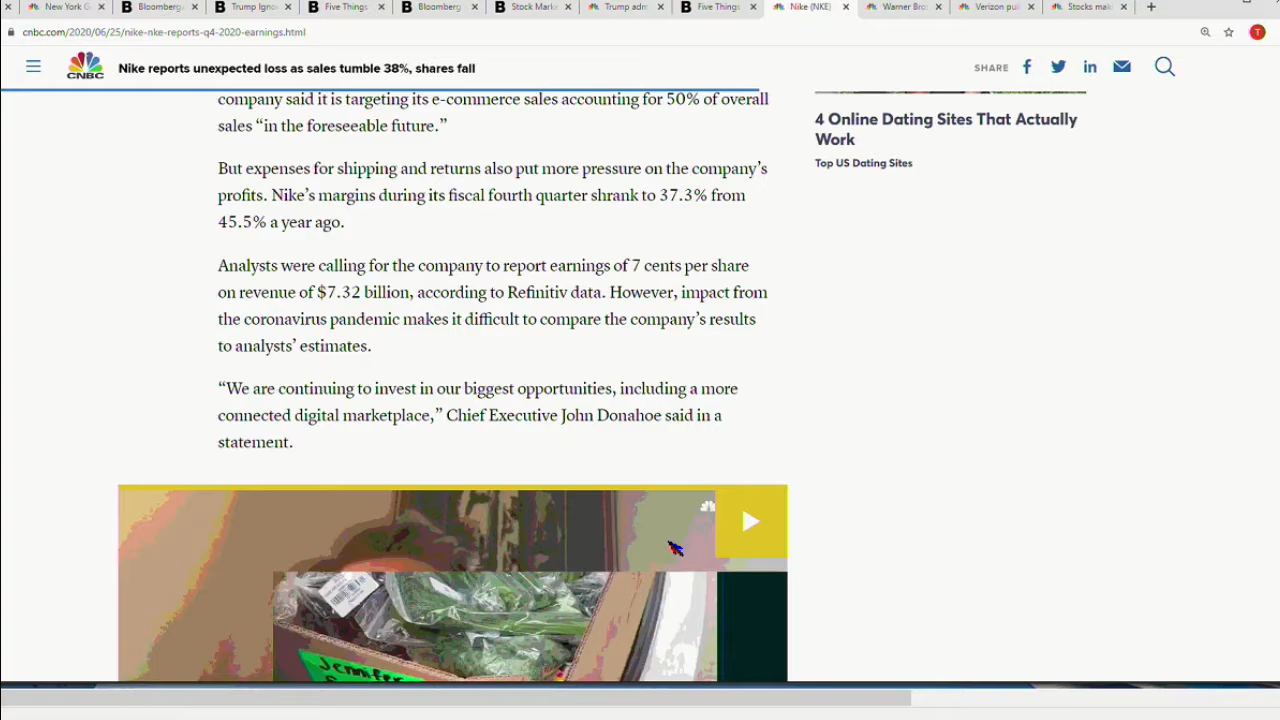 New York G
Bloomberg
Trump Igno
Five Things
Bloomberg
Stock Mark
Trump adm
Five Things
Nike (NKE)
Warner Bro
Verizon pul
Stocks mak
cnbc.com/2020/06/25/nike-nke-reports-q4-2020-earnings.html
T
CNBC
Nike reports unexpected loss as sales tumble 38%, shares fall
SHARE
company said it is targeting its e-commerce sales accounting for 50% of overall
sales “in the foreseeable future.”
But expenses for shipping and returns also put more pressure on the company’s
profits. Nike’s margins during its fiscal fourth quarter shrank to 37.3% from
45.5% a year ago.
Analysts were calling for the company to report earnings of 7 cents per share
on revenue of $7.32 billion, according to Refinitiv data. However, impact from
the coronavirus pandemic makes it difficult to compare the company’s results
to analysts’ estimates.
“We are continuing to invest in our biggest opportunities, including a more
connected digital marketplace,” Chief Executive John Donahoe said in a
statement.
4 Online Dating Sites That Actually
Work
Top US Dating Sites
Jennifer